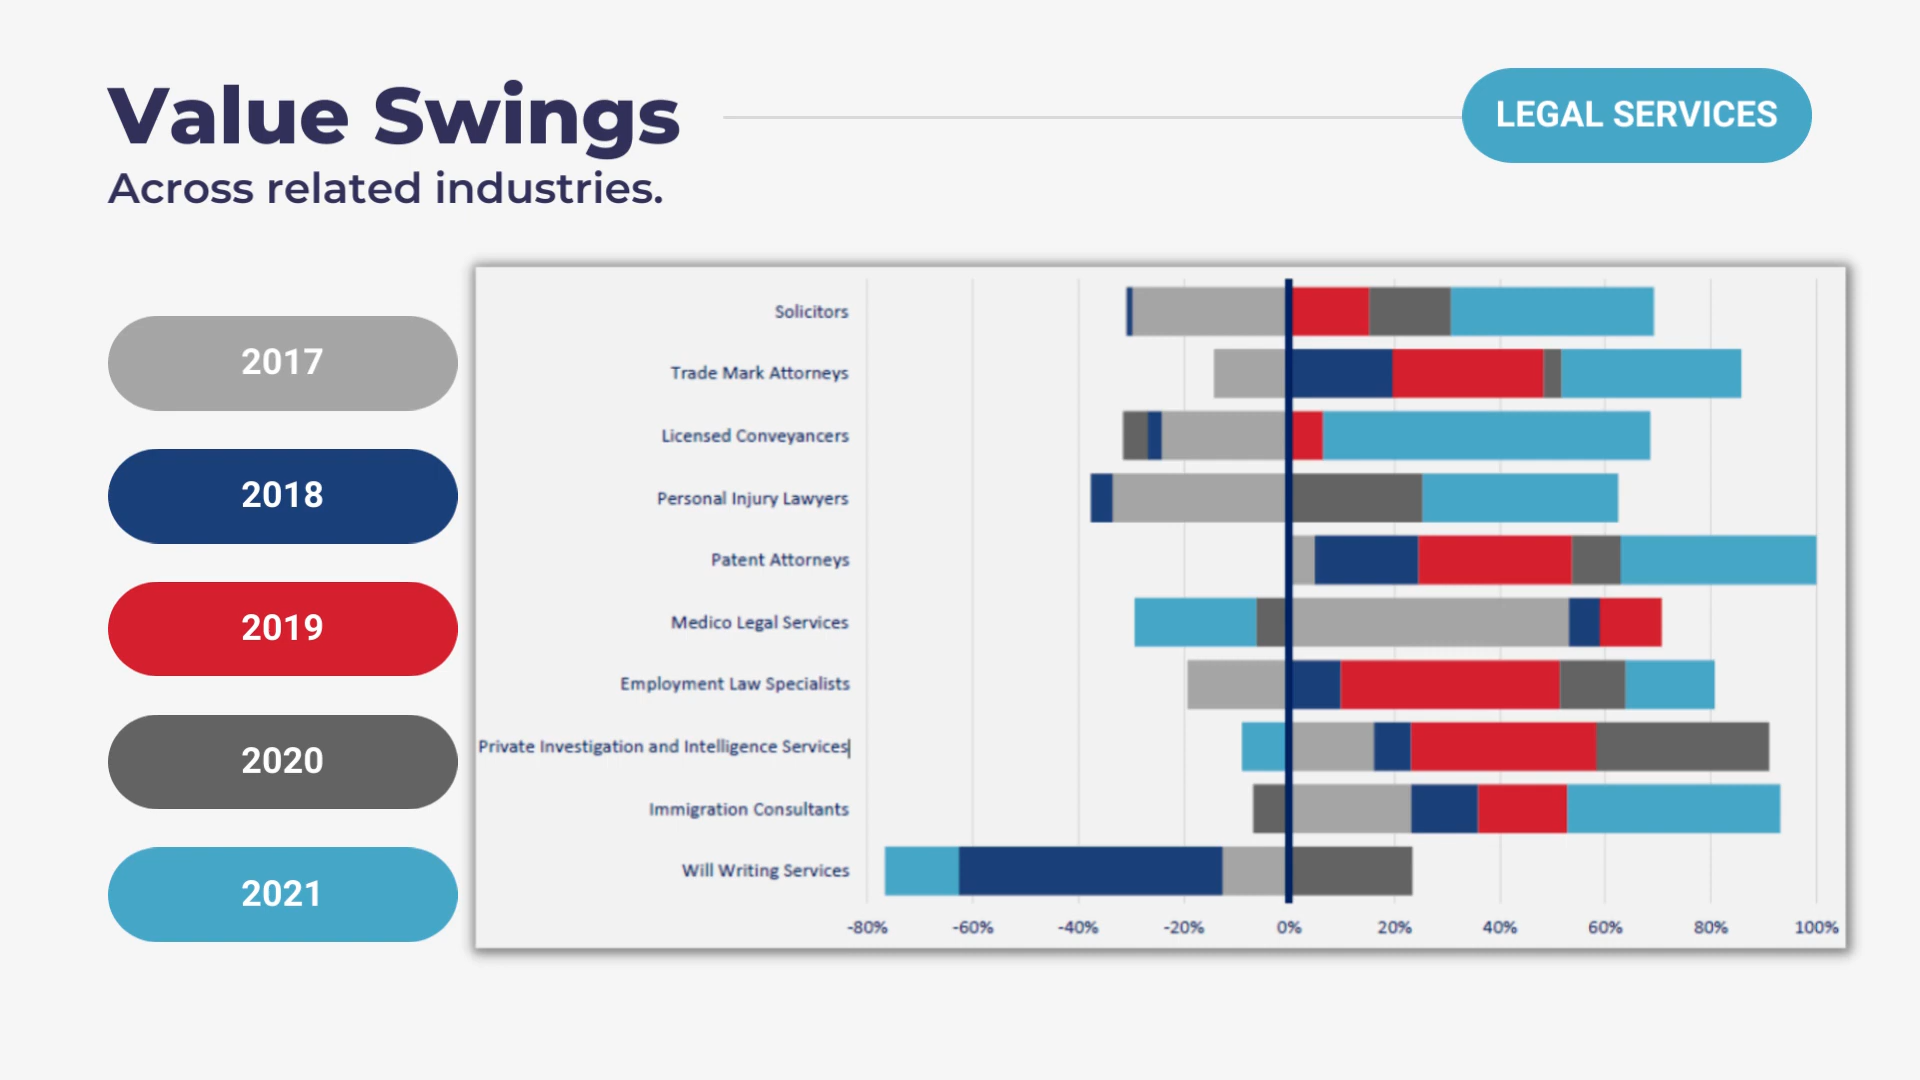 Value Swings
LEGAL SERVICES
Across related industries.
2017
2018
2019
2020
2021
Solicitors
Trade Mark Attorneys
Licensed Conveyancers
Personal Injury Lawyers
Patent Attorneys
Medico Legal Services
Employment Law Specialists
Private Investigation and Intelligence Services
Immigration Consultants
Will Writing Services
-80% -60% -40% -20% 0% 20% 40% 60% 80% 100%